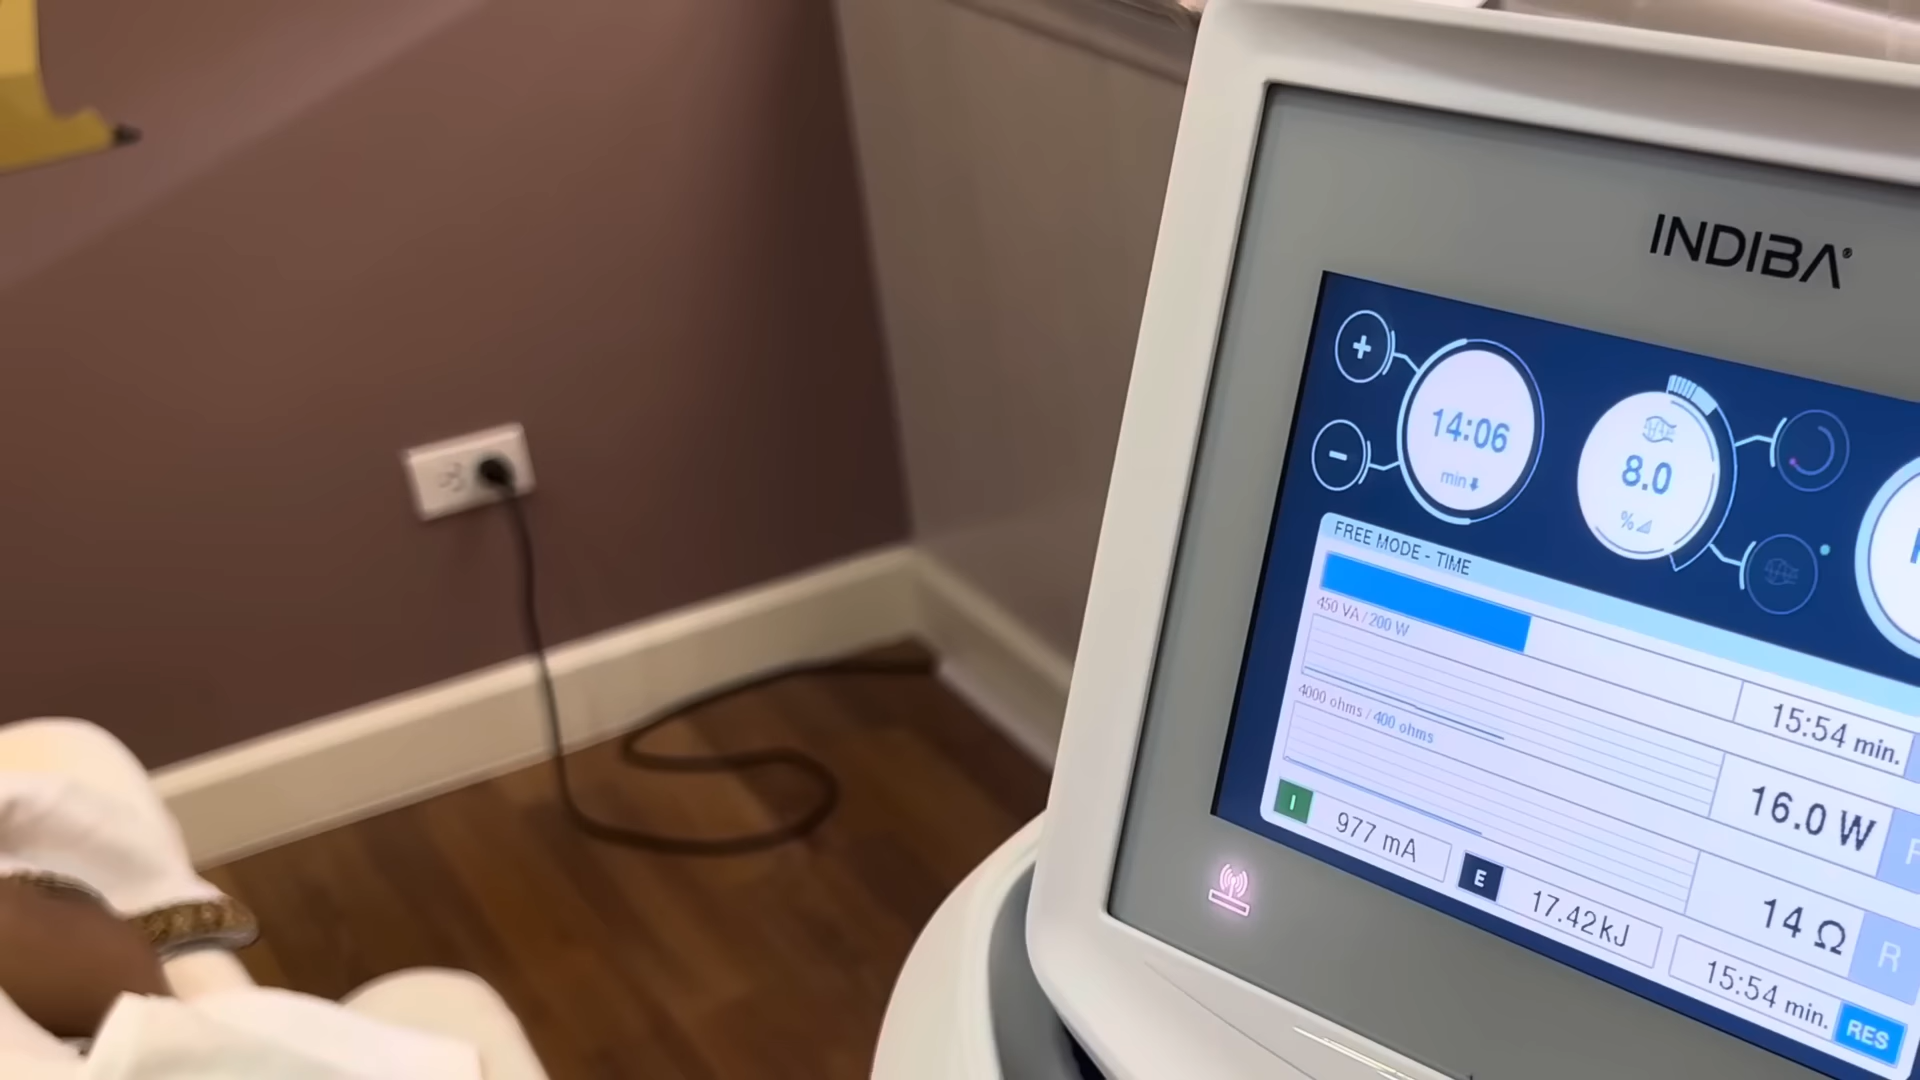 INDIBA®
+
14:06
min
-
8.0
%
FREE MODE - TIME
450 VA / 200 W
15:54 min.
4000 ohms / 400 ohms
16.0 W
I
977 mA
E
17.42kJ
14 Ω
R
15:54 min.
RES